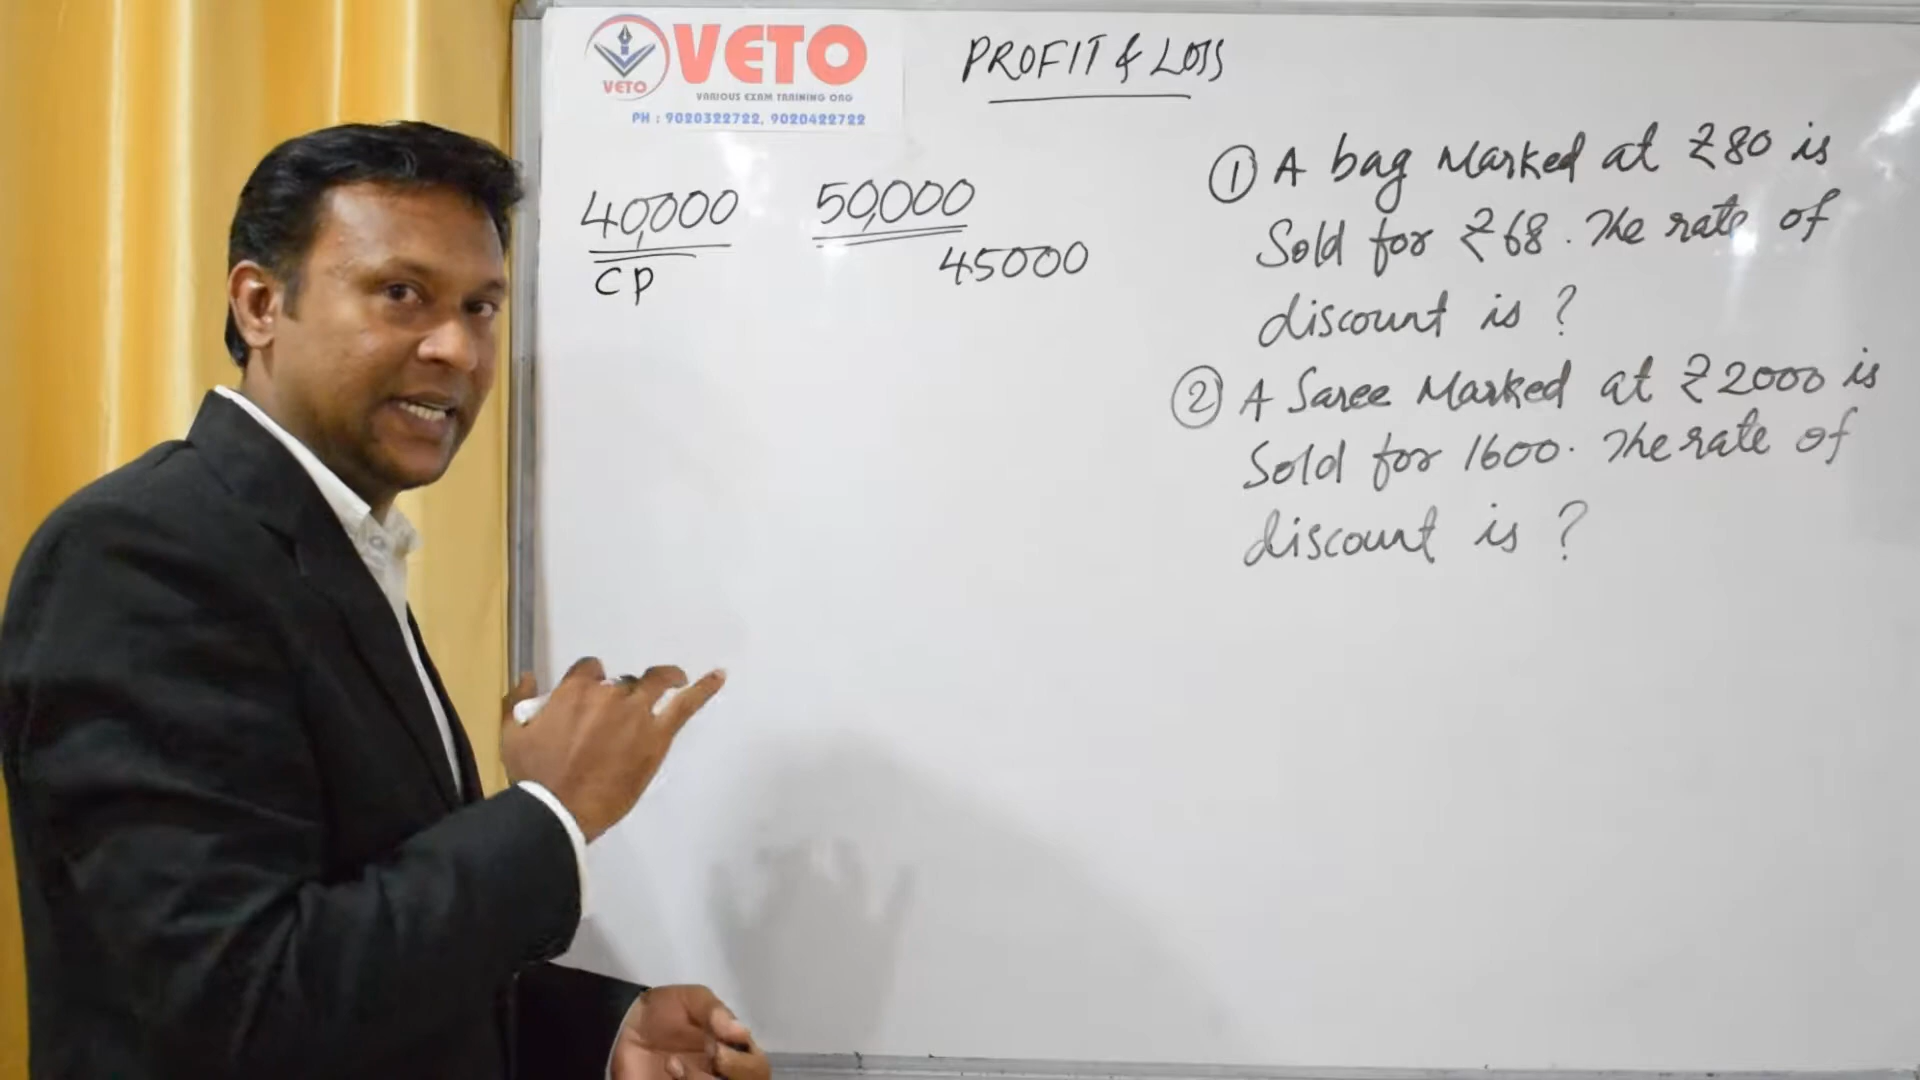 VETO
VETO
VARIOUS EXAM TRAINING ORG
PH : 9020322722, 9020422722
PROFIT & LOSS
40,000 50,000
CP
45000
① A bag Marked at ₹80 is
Sold for ₹68. The rate of
discount is ?
② A Saree Marked at ₹2000 is
Sold for 1600. The rate of
discount is ?